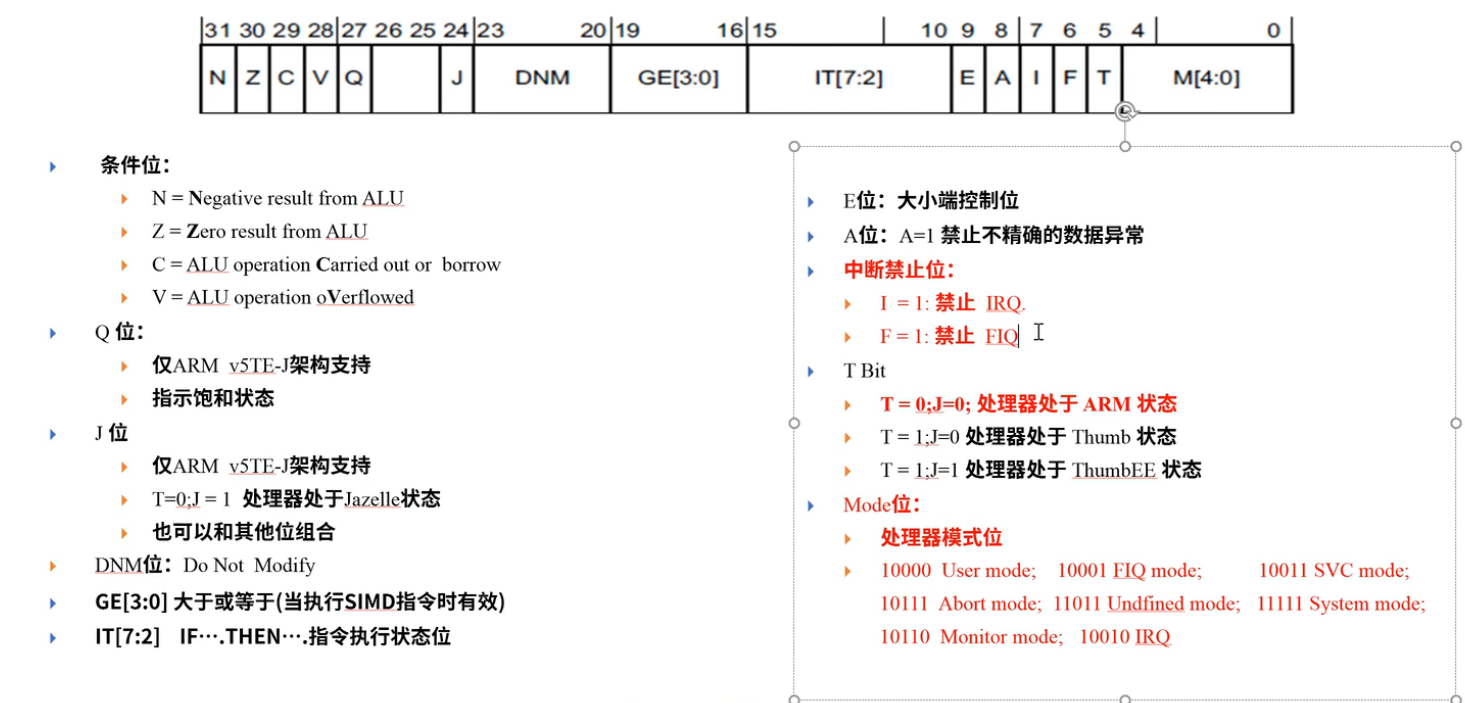 31 30 29 28 27 26 25 24 23 20 19 16 15 10 9 8 7 6 5 4 0
N Z C V Q J DNM GE[3:0] IT[7:2] E A I F T M[4:0]
条件位：
N = Negative result from ALU
Z = Zero result from ALU
C = ALU operation Carried out or borrow
V = ALU operation oVerflowed
Q 位：
仅ARM v5TE-J架构支持
指示饱和状态
J 位
仅ARM v5TE-J架构支持
T=0;J = 1 处理器处于Jazelle状态
也可以和其他位组合
DNM位：Do Not Modify
GE[3:0] 大于或等于(当执行SIMD指令时有效)
IT[7:2] IF….THEN….指令执行状态位
E位：大小端控制位
A位：A=1 禁止不精确的数据异常
中断禁止位：
I = 1: 禁止 IRQ.
F = 1: 禁止 FIQ
T Bit
T = 0;J=0; 处理器处于 ARM 状态
T = 1;J=0 处理器处于 Thumb 状态
T = 1;J=1 处理器处于 ThumbEE 状态
Mode位：
处理器模式位
10000 User mode; 10001 FIQ mode; 10011 SVC mode;
10111 Abort mode; 11011 Undfined mode; 11111 System mode;
10110 Monitor mode; 10010 IRQ